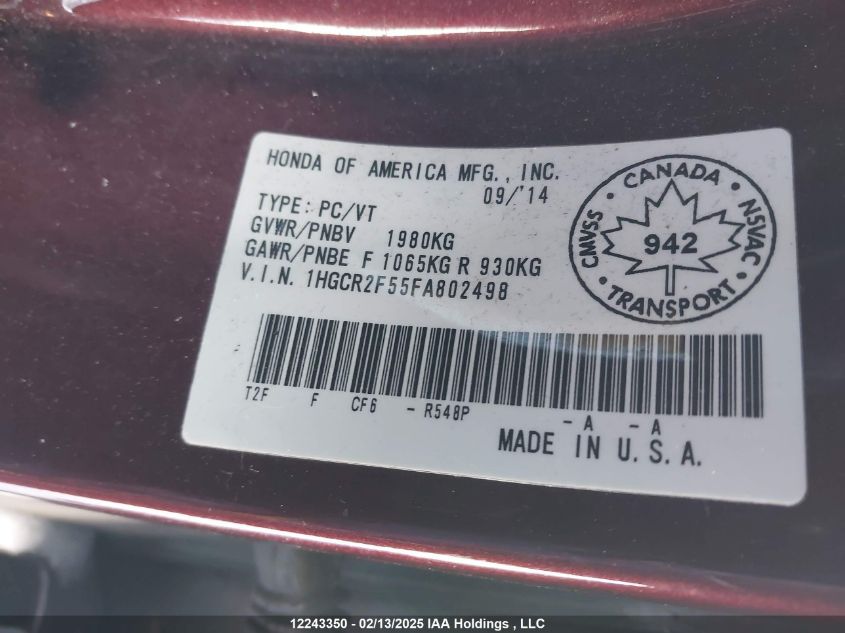 HONDA OF AMERICA MFG., INC.
09/'14
TYPE: PC/VT
GVWR/PNBV 1980KG
GAWR/PNBE F 1065KG R 930KG
V.I.N. 1HGCR2F55FA802498
CANADA
CMVSS
NSVAC
942
TRANSPORT
T2F F CF6 - R548P - A - A
MADE IN U.S.A.
12243350 - 02/13/2025 IAA Holdings , LLC